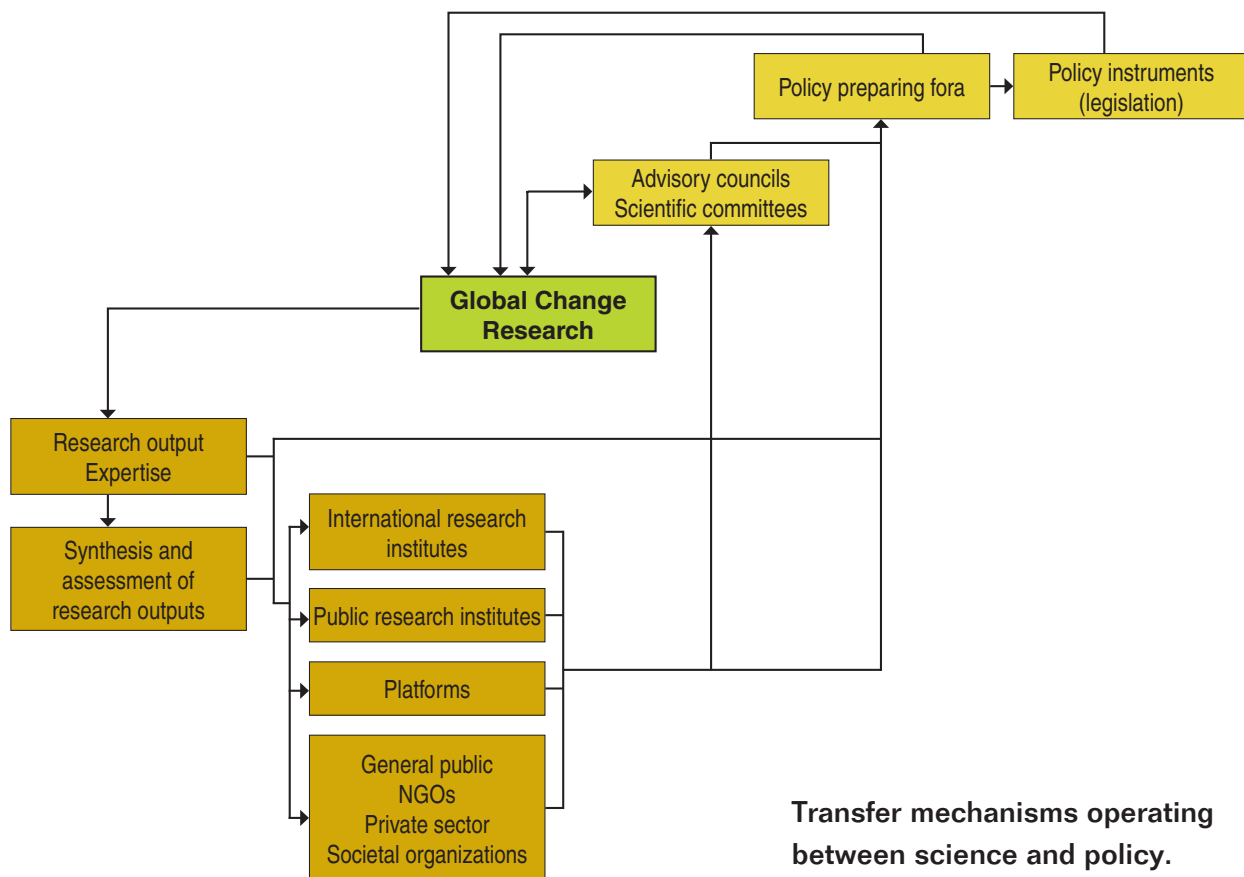 Policy preparing fora
Policy instruments
(legislation)
Advisory councils
Scientific committees
Global Change
Research
Research output
Expertise
Synthesis and
assessment of
research outputs
International research
institutes
Public research institutes
Platforms
General public
NGOs
Private sector
Societal organizations
Transfer mechanisms operating
between science and policy.